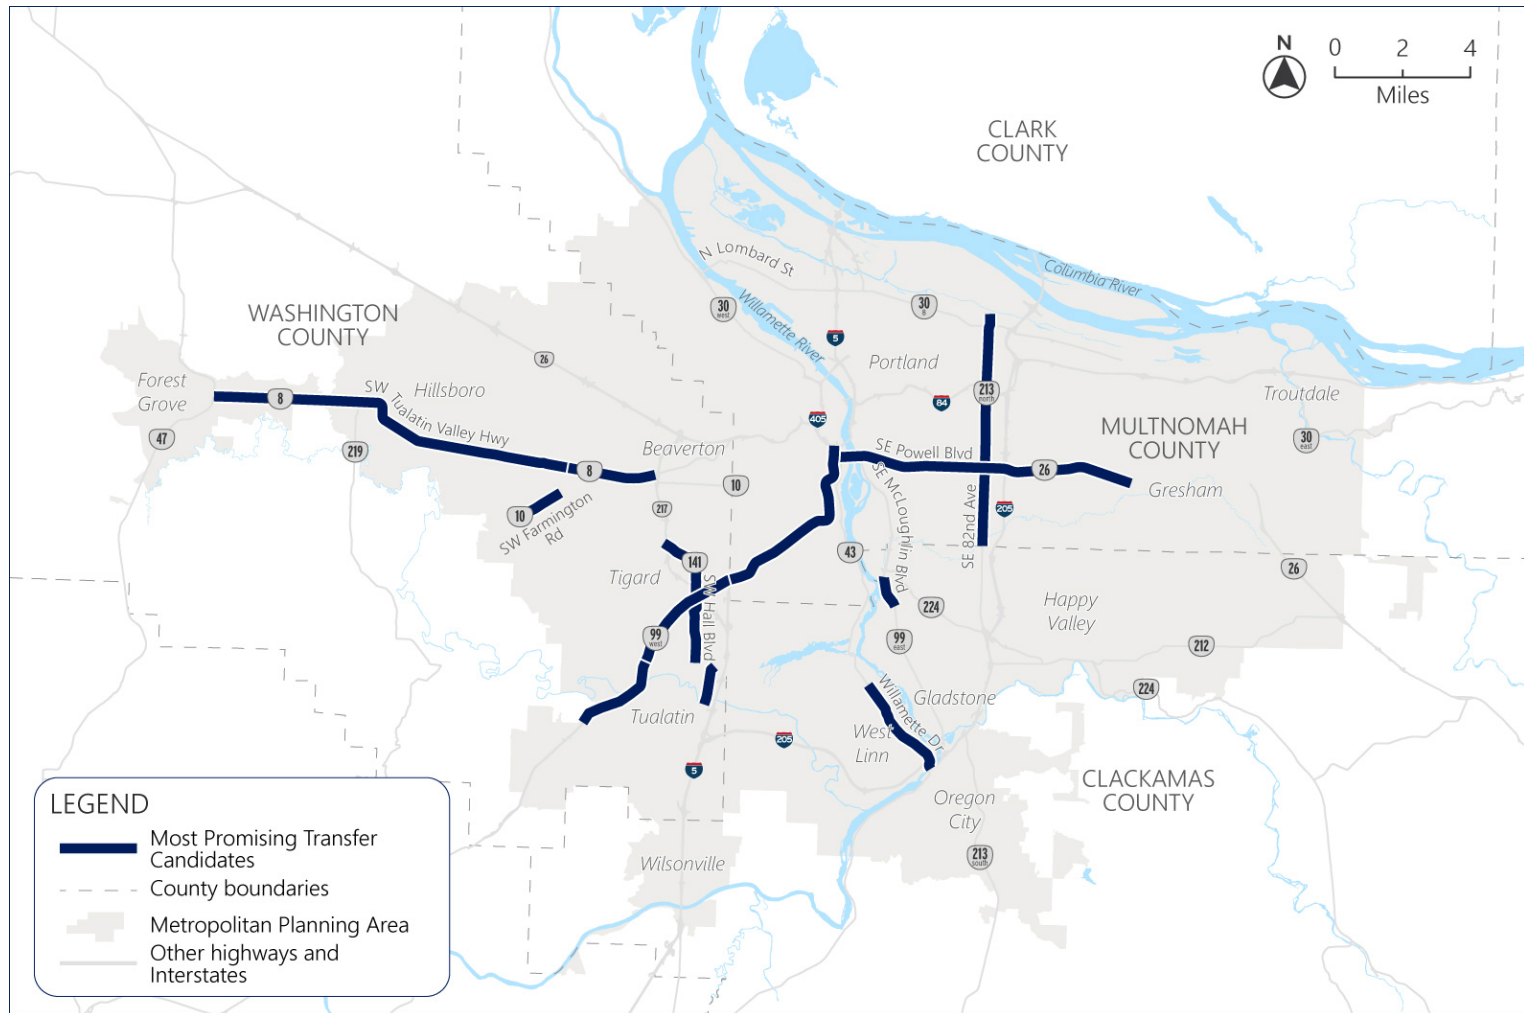 N
0 2 4
Miles
CLARK
COUNTY
Columbia River
N Lombard St
30
west
Willamette River
30
B
5
Portland
WASHINGTON
COUNTY
26
Forest
Grove
8
SW Tualatin Valley Hwy
Hillsboro
405
84
213
north
Troutdale
47
219
Beaverton
SE Powell Blvd
MULTNOMAH
COUNTY
30
east
8
10
26
Gresham
10
SW Farmington
Rd
217
SE McLoughlin Blvd
SE 82nd Ave
205
141
43
Tigard
SW Hall Blvd
26
224
Happy
Valley
99
west
99
east
212
Willamette Dr
Gladstone
224
Tualatin
West
Linn
205
5
CLACKAMAS
COUNTY
Oregon
City
Wilsonville
213
south
LEGEND
Most Promising Transfer
Candidates
County boundaries
Metropolitan Planning Area
Other highways and
Interstates